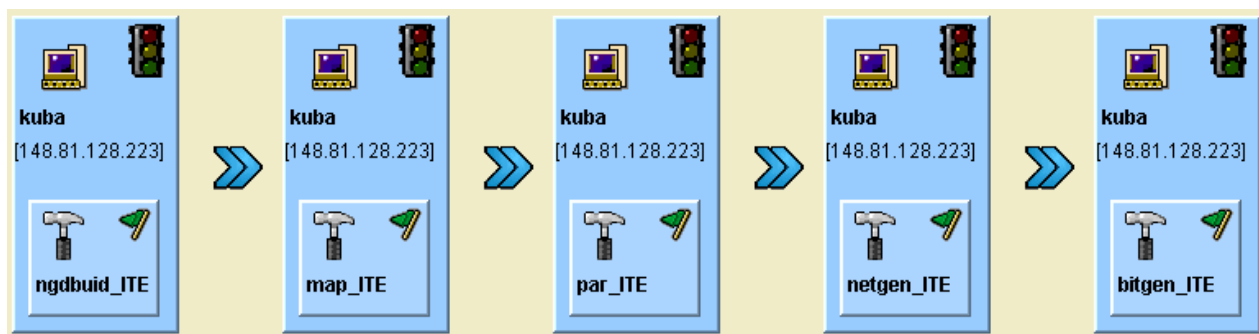 kuba
[148.81.128.223]
ngdbuid_ITE
kuba
[148.81.128.223]
map_ITE
kuba
[148.81.128.223]
par_ITE
kuba
[148.81.128.223]
netgen_ITE
kuba
[148.81.128.223]
bitgen_ITE